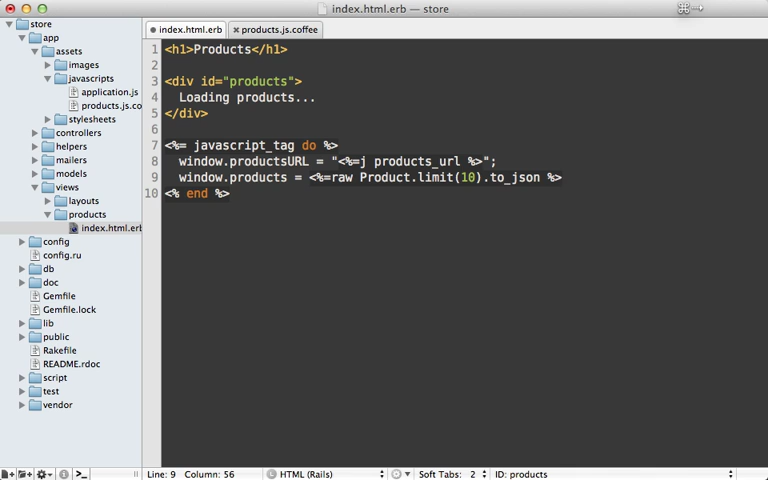 index.html.erb — store
⌘→
store
app
assets
images
javascripts
application.js
products.js.co
stylesheets
controllers
helpers
mailers
models
views
layouts
products
index.html.erb
config
config.ru
db
doc
Gemfile
Gemfile.lock
lib
public
Rakefile
README.rdoc
script
test
vendor
index.html.erb
products.js.coffee
1 <h1>Products</h1>
2
3 <div id="products">
4 Loading products...
5 </div>
6
7 <%= javascript_tag do %>
8 window.productsURL = "<%=j products_url %>";
9 window.products = <%=raw Product.limit(10).to_json %>
10 <% end %>
Line: 9 Column: 56 HTML (Rails) Soft Tabs: 2 ID: products